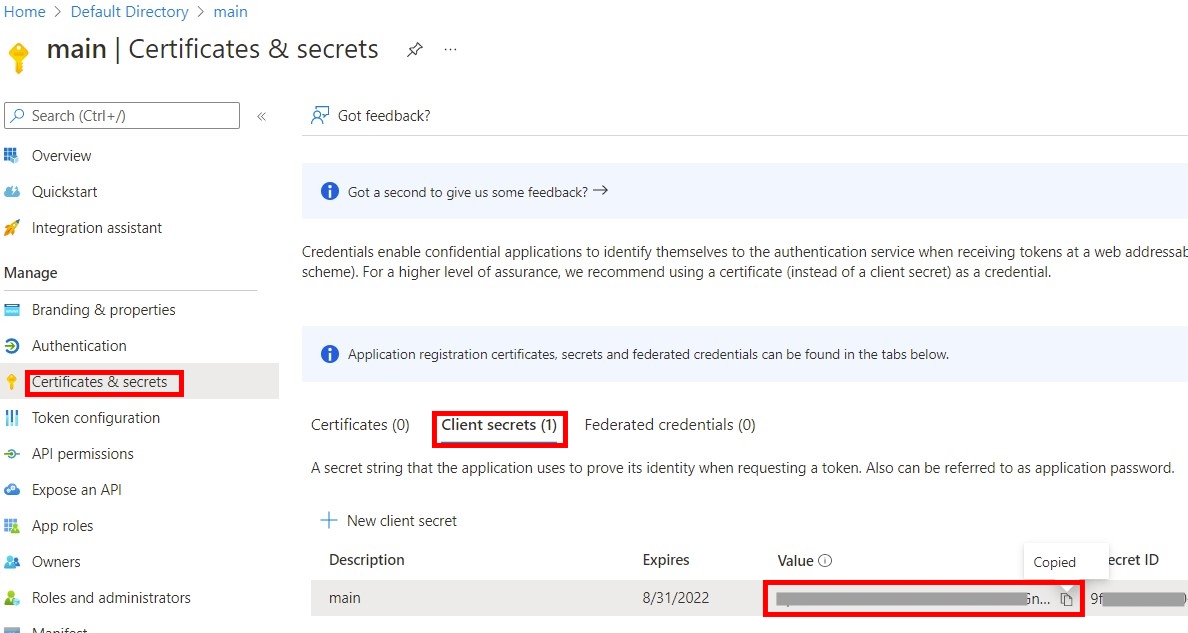 Home > Default Directory > main
main | Certificates & secrets
Search (Ctrl+/)
Overview
Quickstart
Integration assistant
Manage
Branding & properties
Authentication
Certificates & secrets
Token configuration
API permissions
Expose an API
App roles
Owners
Roles and administrators
Manifest
Got feedback?
Got a second to give us some feedback?
Credentials enable confidential applications to identify themselves to the authentication service when receiving tokens at a web addressab
scheme). For a higher level of assurance, we recommend using a certificate (instead of a client secret) as a credential.
Application registration certificates, secrets and federated credentials can be found in the tabs below.
Certificates (0) Client secrets (1) Federated credentials (0)
A secret string that the application uses to prove its identity when requesting a token. Also can be referred to as application password.
New client secret
Copied
Description Expires Value ecret ID
main 8/31/2022 9f